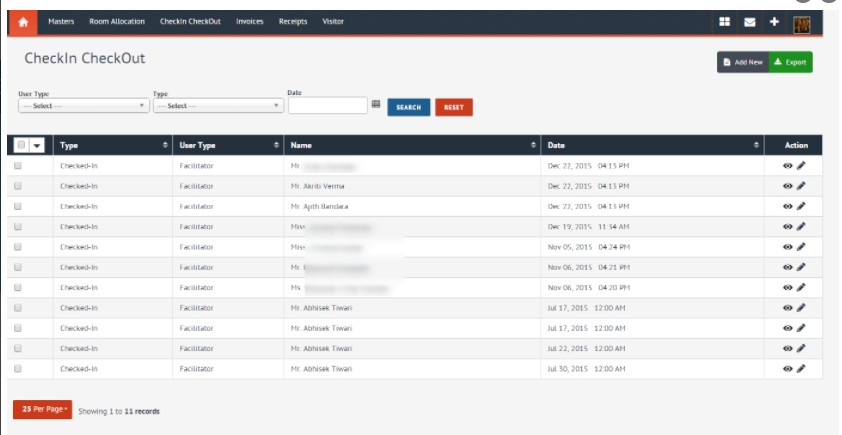 Masters Room Allocation CheckIn CheckOut Invoices Receipts Visitor
CheckIn CheckOut
Add New Export
User Type Type Date
--- Select --- --- Select --- SEARCH RESET
Type User Type Name Date Action
Checked-In Facilitator Mr. Dec 22, 2015 04:15 PM
Checked-In Facilitator Mr. Akriti Verma Dec 22, 2015 04:13 PM
Checked-In Facilitator Mr. Ajith Bandara Dec 22, 2015 04:13 PM
Checked-In Facilitator Miss Dec 19, 2015 11:34 AM
Checked-In Facilitator Miss Nov 05, 2015 04:24 PM
Checked-In Facilitator Mr. Nov 06, 2015 04:21 PM
Checked-In Facilitator Ms. Nov 06, 2015 04:20 PM
Checked-In Facilitator Mr. Abhisek Tiwari Jul 17, 2015 12:00 AM
Checked-In Facilitator Mr. Abhisek Tiwari Jul 17, 2015 12:00 AM
Checked-In Facilitator Mr. Abhisek Tiwari Jul 22, 2015 12:00 AM
Checked-In Facilitator Mr. Abhisek Tiwari Jul 30, 2015 12:00 AM
25 Per Page Showing 1 to 11 records